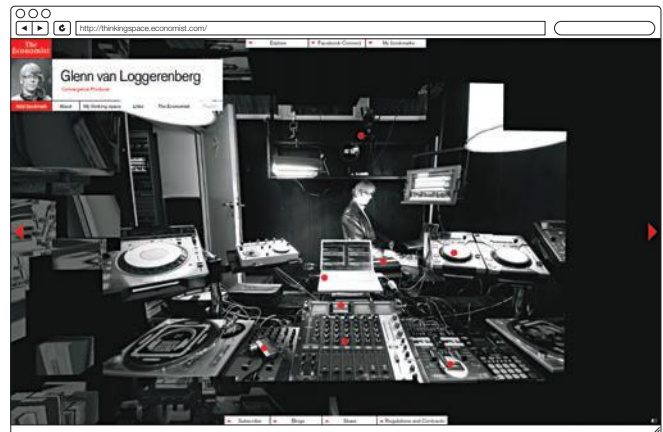 http://thinkingspace.economist.com/
Explore
Facebook Connect
My bookmarks
The
Economist
Glenn van Loggerenberg
Convergence Producer
Add bookmark
About
My thinking space
Links
The Economist
Subscribe
Blogs
Share
Regulations and Contracts